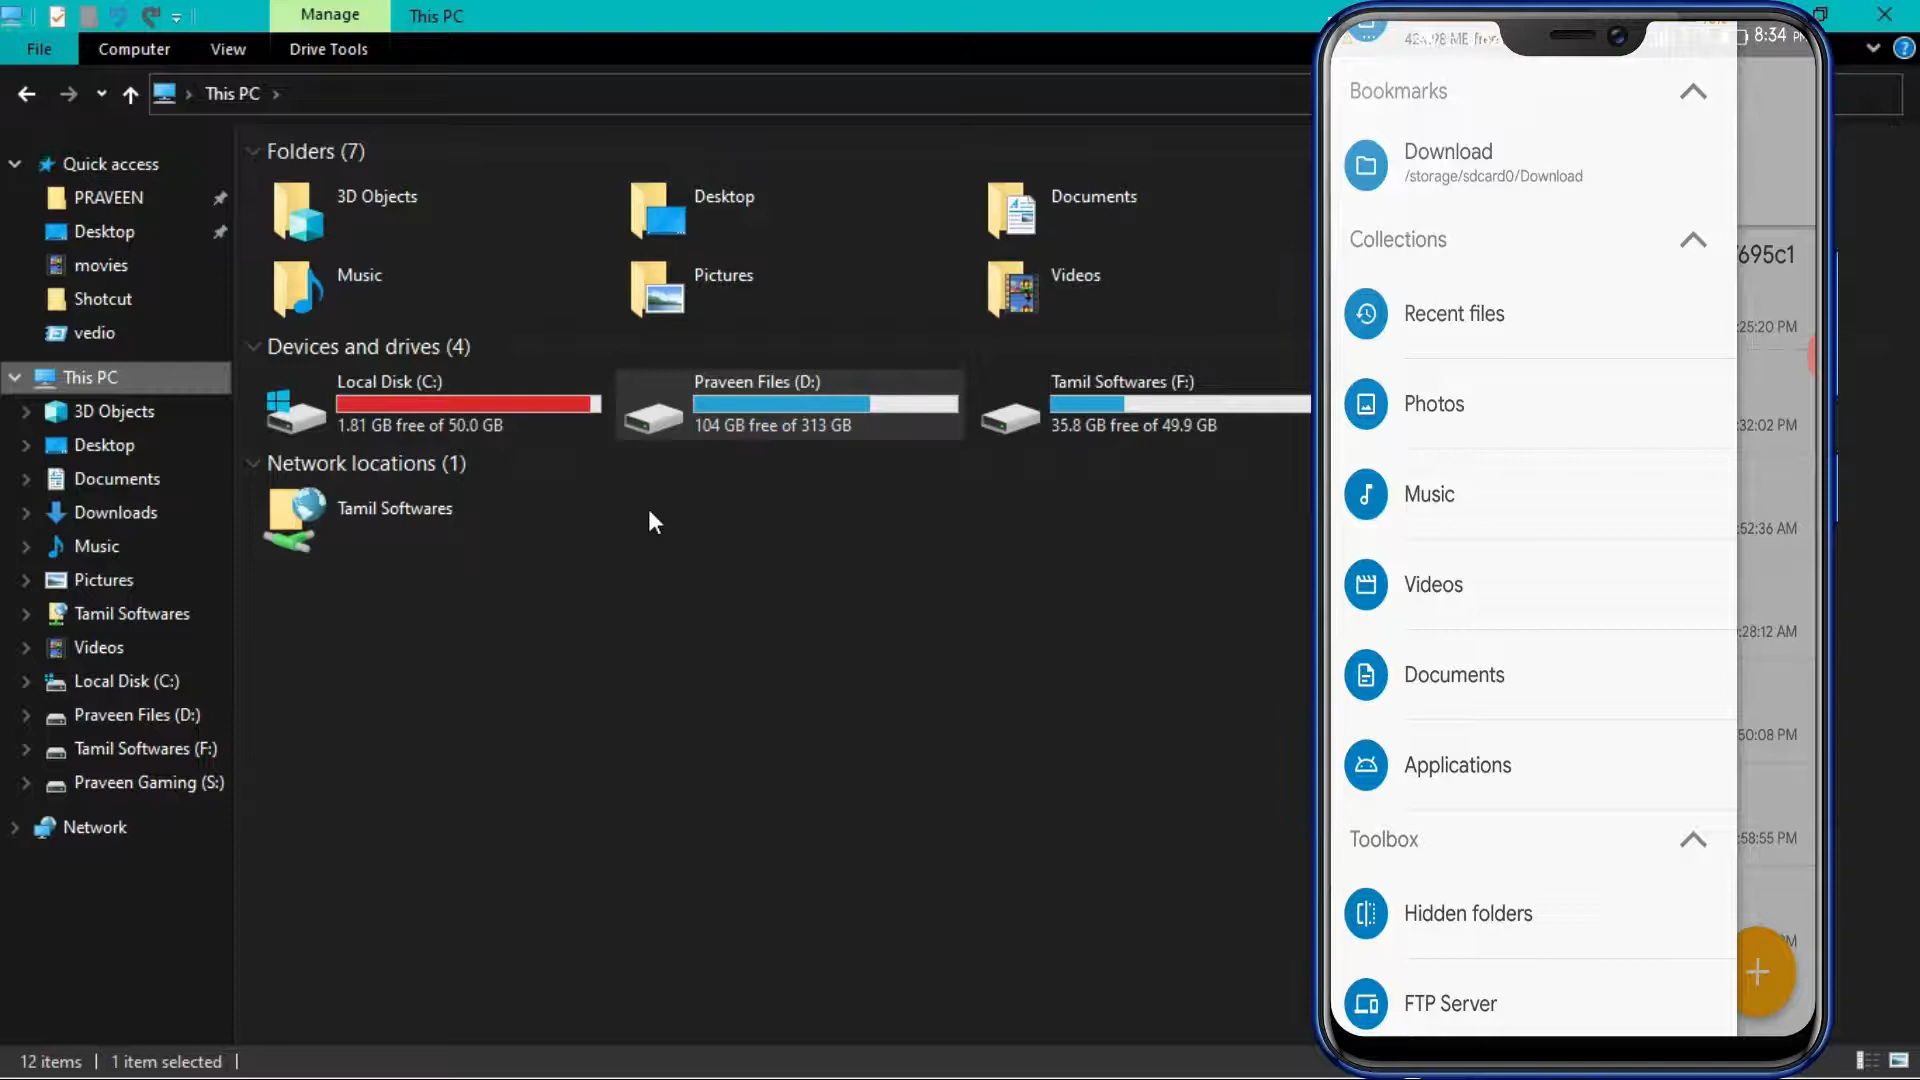 Manage
This PC
File
Computer
View
Drive Tools
This PC
Quick access
PRAVEEN
Desktop
movies
Shotcut
vedio
This PC
3D Objects
Desktop
Documents
Downloads
Music
Pictures
Tamil Softwares
Videos
Local Disk (C:)
Praveen Files (D:)
Tamil Softwares (F:)
Praveen Gaming (S:)
Network
Folders (7)
3D Objects
Desktop
Documents
Music
Pictures
Videos
Devices and drives (4)
Local Disk (C:)
1.81 GB free of 50.0 GB
Praveen Files (D:)
104 GB free of 313 GB
Tamil Softwares (F:)
35.8 GB free of 49.9 GB
Network locations (1)
Tamil Softwares
12 items
1 item selected
8:34
Bookmarks
Download
/storage/sdcard0/Download
Collections
Recent files
Photos
Music
Videos
Documents
Applications
Toolbox
Hidden folders
FTP Server
695c1
:25:20 PM
:32:02 PM
:52:36 AM
:28:12 AM
50:08 PM
:58:55 PM